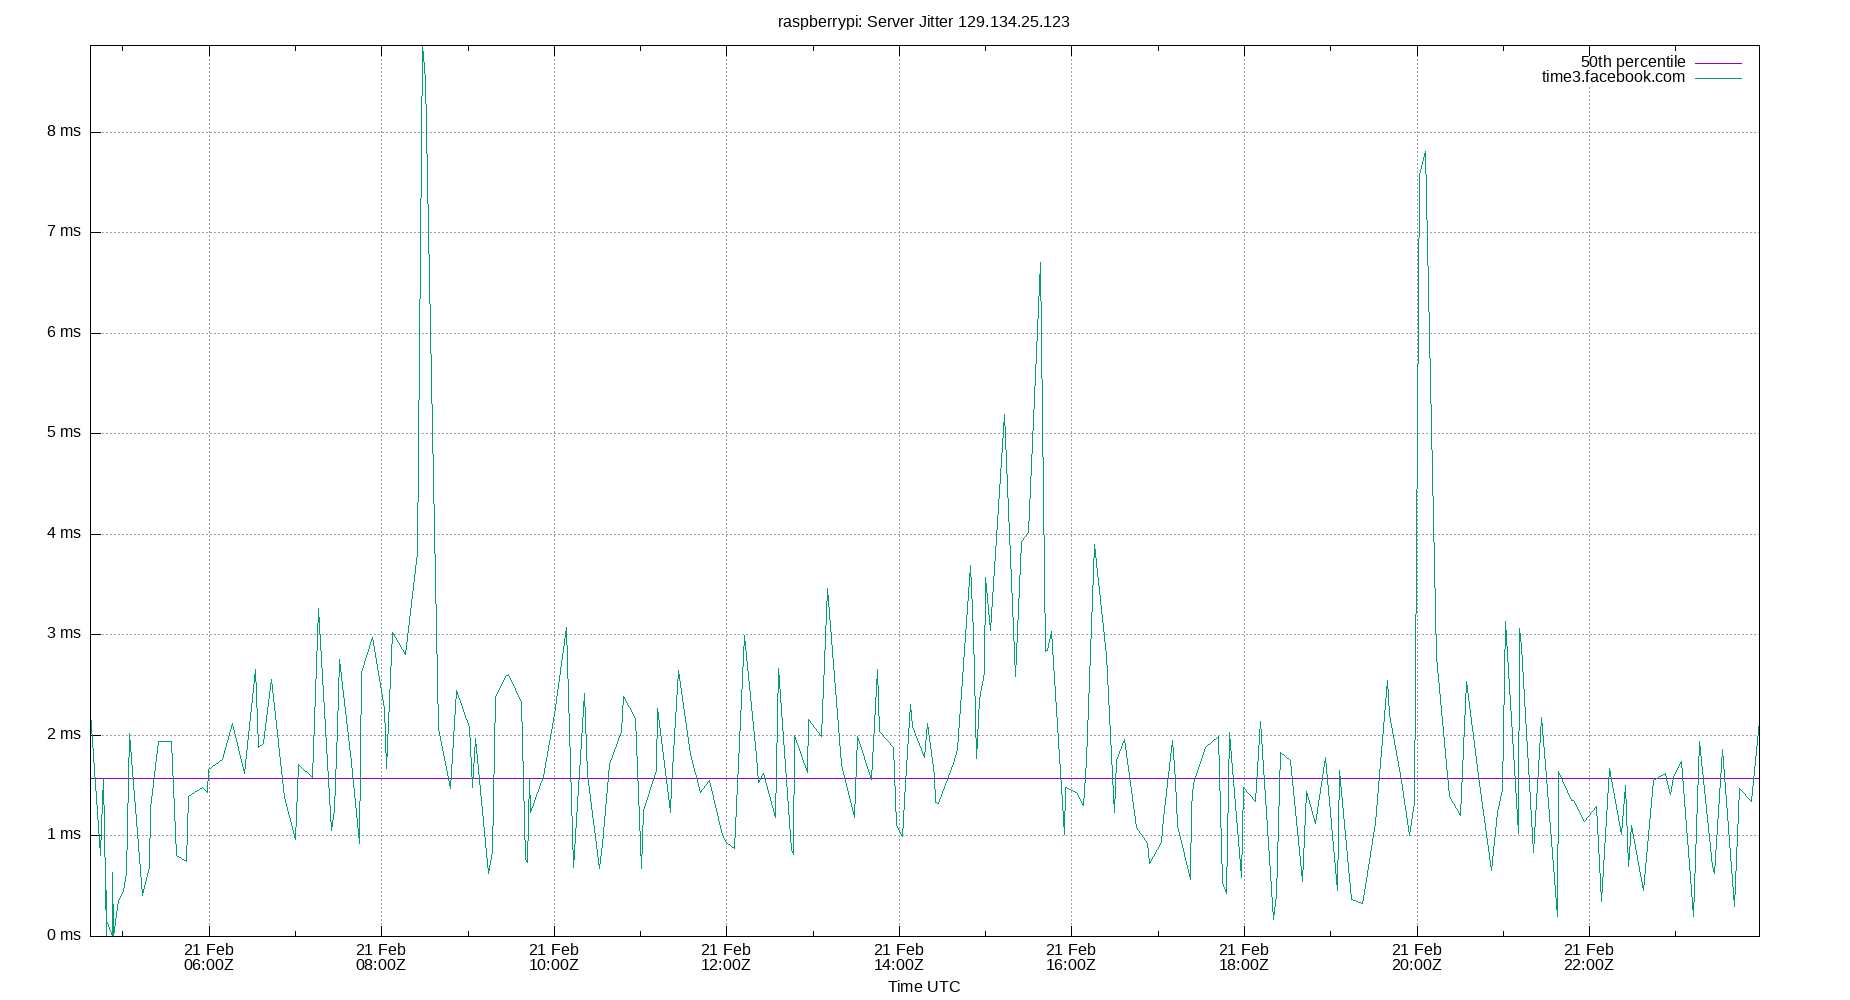 raspberrypi: Server Jitter 129.134.25.123
50th percentile
time3.facebook.com
8 ms
7 ms
6 ms
5 ms
4 ms
3 ms
2 ms
1 ms
0 ms
21 Feb 21 Feb 21 Feb 21 Feb 21 Feb 21 Feb 21 Feb 21 Feb 21 Feb
06:00Z 08:00Z 10:00Z 12:00Z 14:00Z 16:00Z 18:00Z 20:00Z 22:00Z
Time UTC